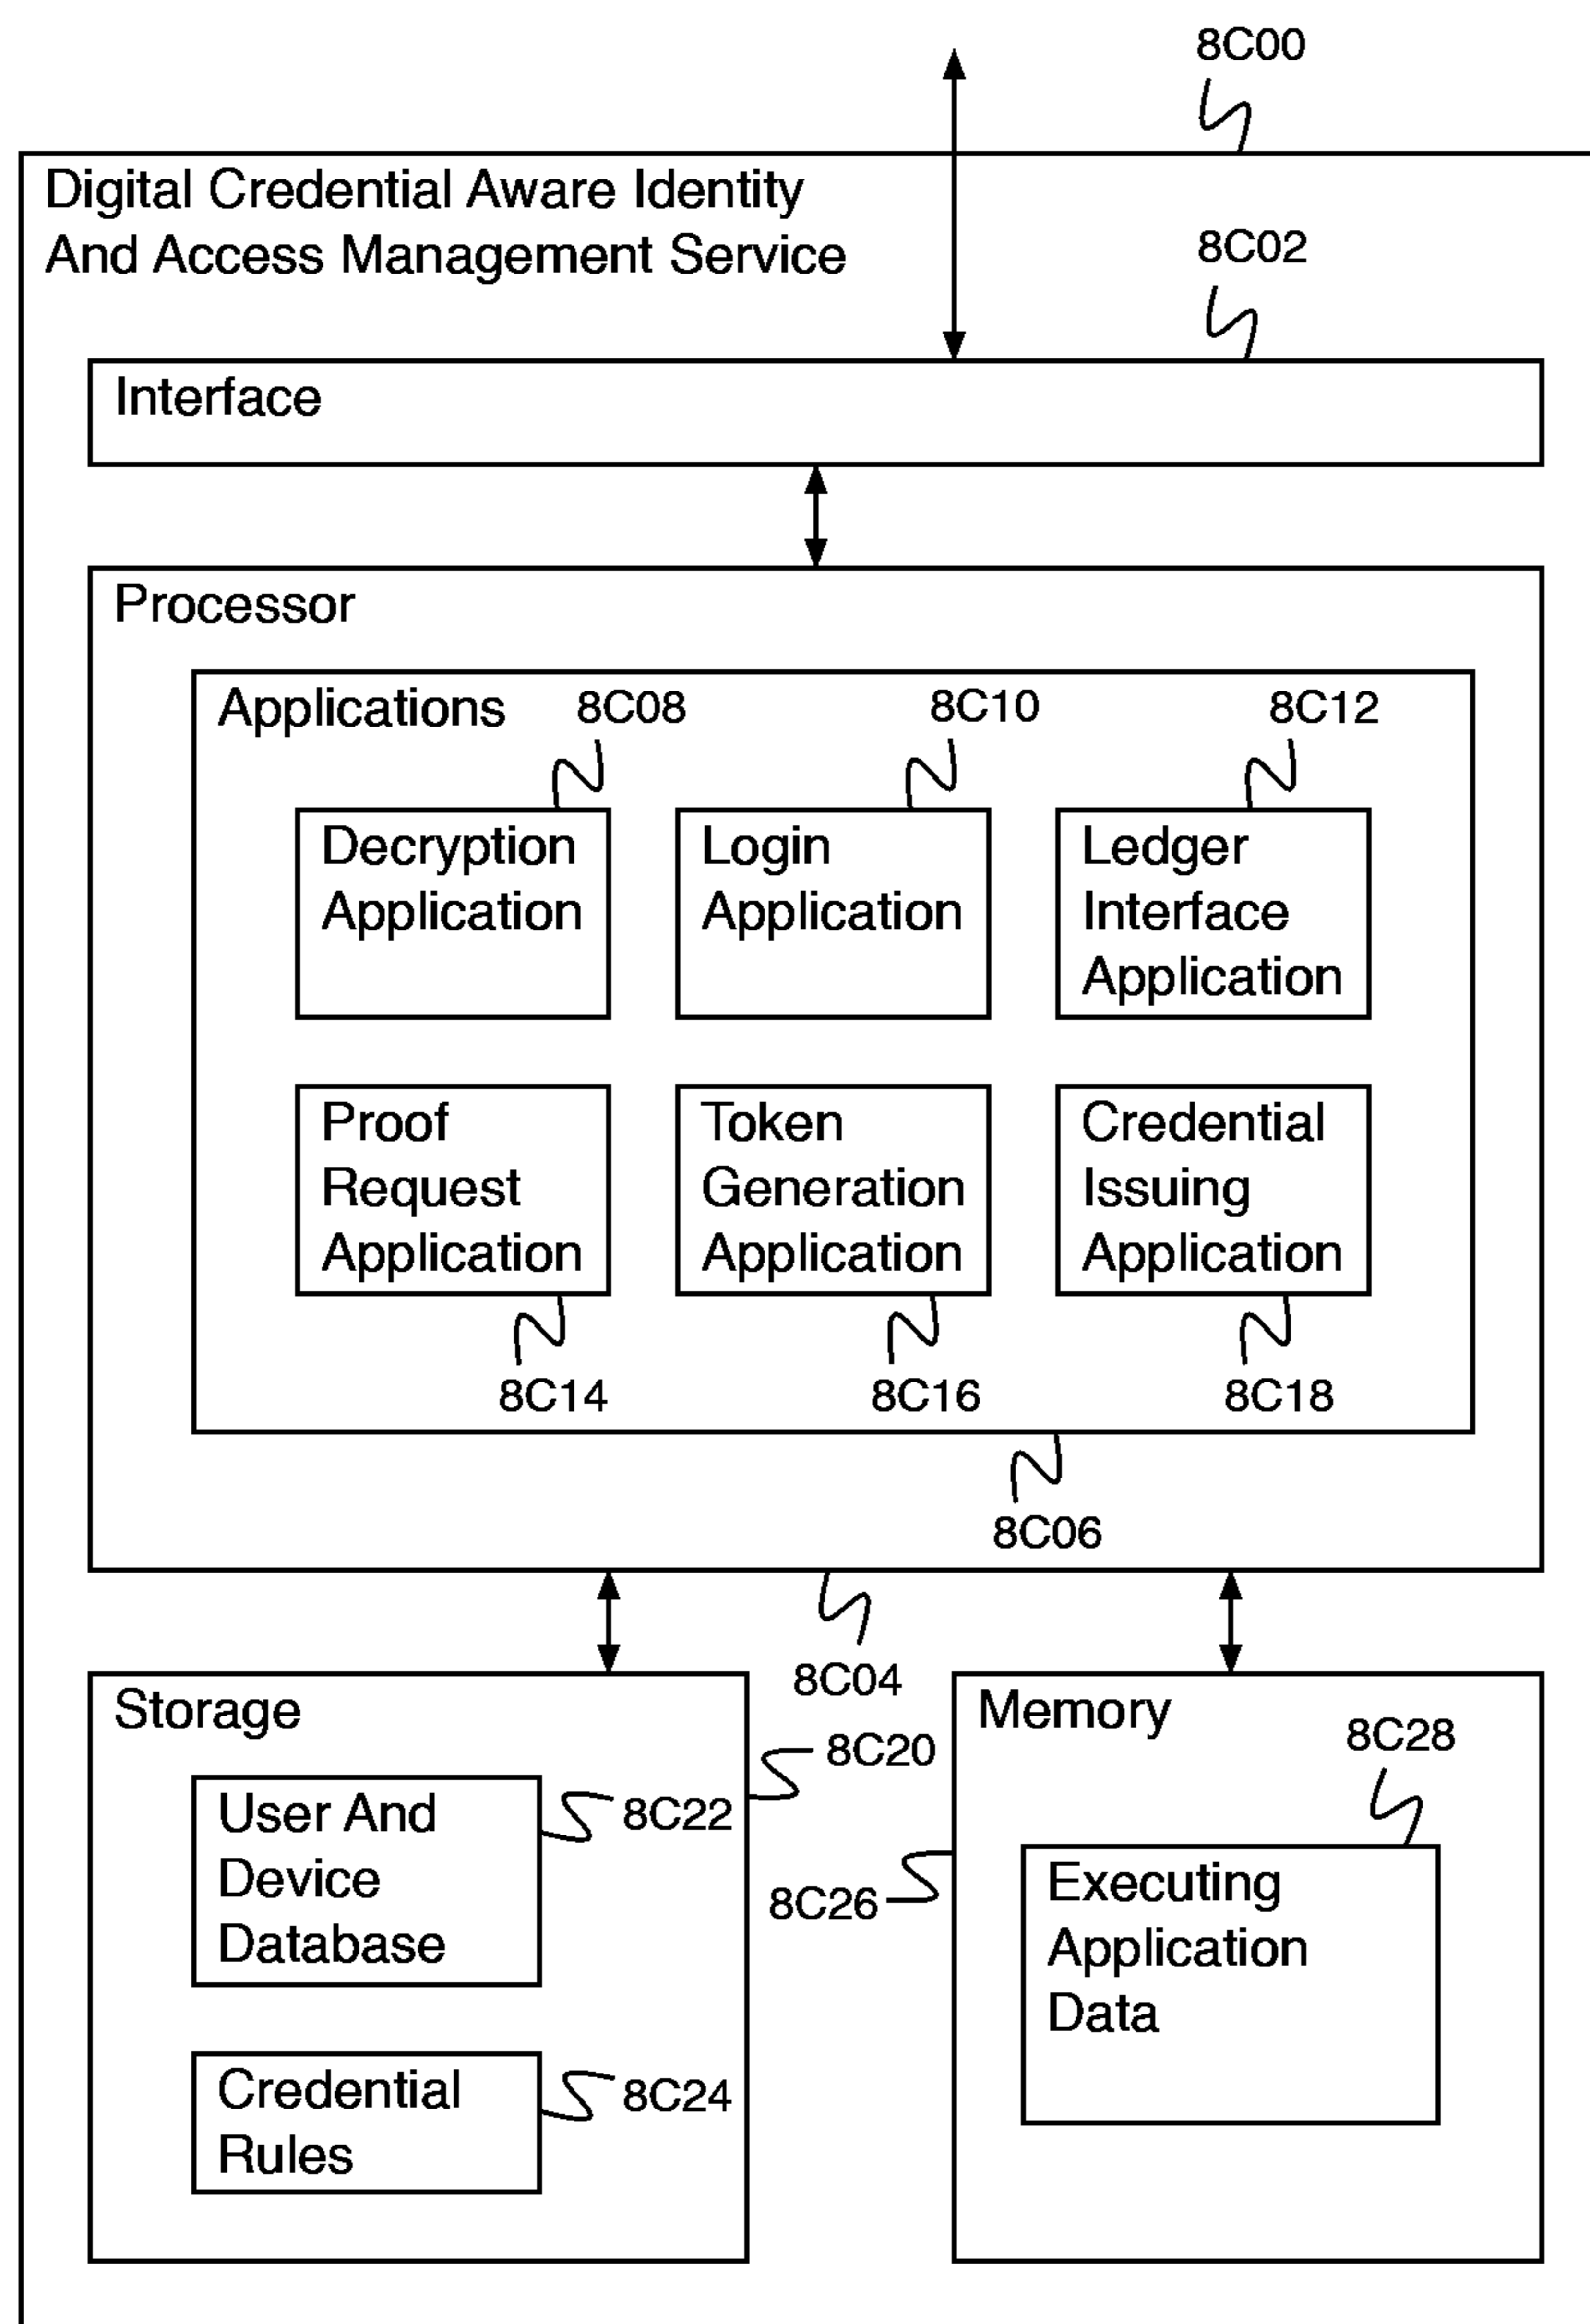 8C00
Digital Credential Aware Identity
And Access Management Service
8C02
Interface
Processor
Applications
8C08
8C10
8C12
Decryption
Application
Login
Application
Ledger
Interface
Application
Proof
Request
Application
Token
Generation
Application
Credential
Issuing
Application
8C14
8C16
8C18
8C06
8C04
Storage
8C20
User And
Device
Database
8C22
Credential
Rules
8C24
Memory
8C26
8C28
Executing
Application
Data